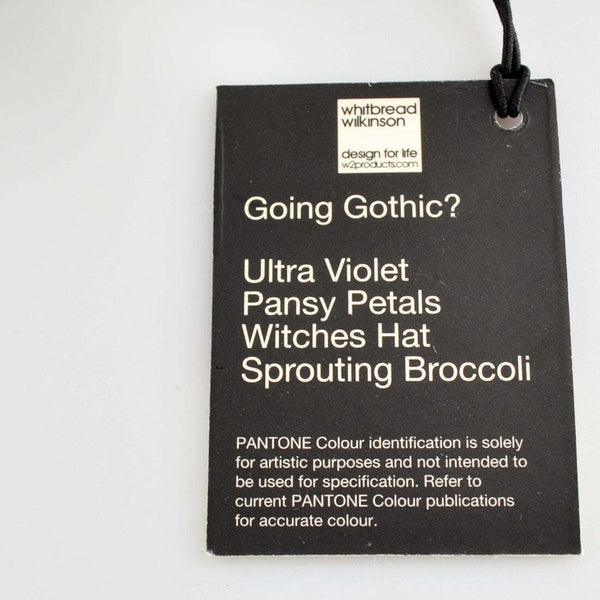 whitbread
wilkinson
design for life
w2products.com
Going Gothic?
Ultra Violet
Pansy Petals
Witches Hat
Sprouting Broccoli
PANTONE Colour identification is solely
for artistic purposes and not intended to
be used for specification. Refer to
current PANTONE Colour publications
for accurate colour.